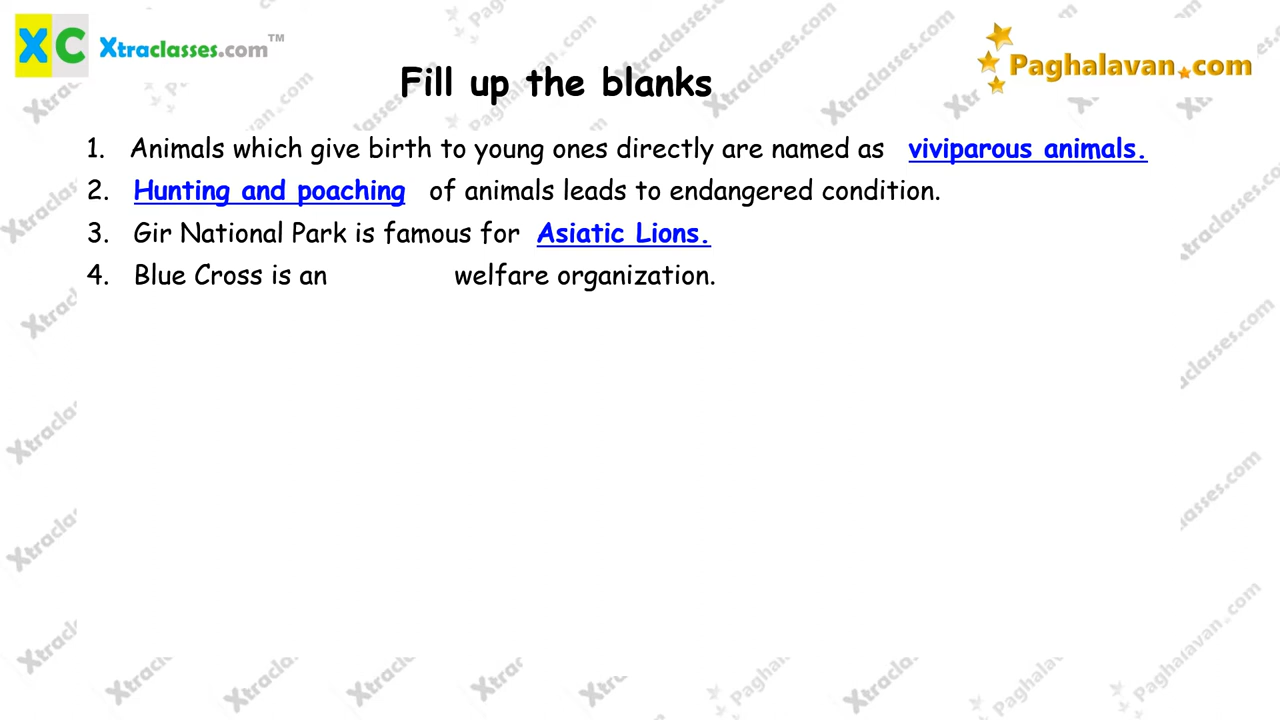 XC Xtraclasses.com™
Paghalavan.com
Fill up the blanks
1. Animals which give birth to young ones directly are named as viviparous animals.
2. Hunting and poaching of animals leads to endangered condition.
3. Gir National Park is famous for Asiatic Lions.
4. Blue Cross is an welfare organization.